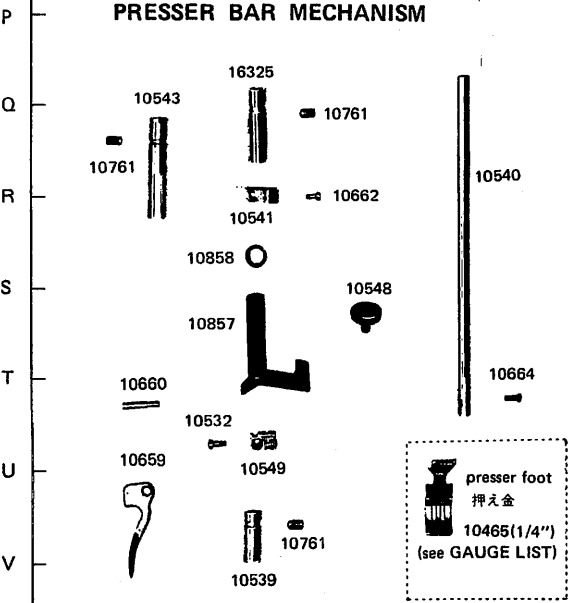 PRESSER BAR MECHANISM
P
16325
10543
Q
10761
10761
10540
R
10662
10541
10858
S
10548
10857
T
10660
10664
10532
10659
10549
U
presser foot
押え金
10465(1/4")
(see GAUGE LIST)
10761
V
10539